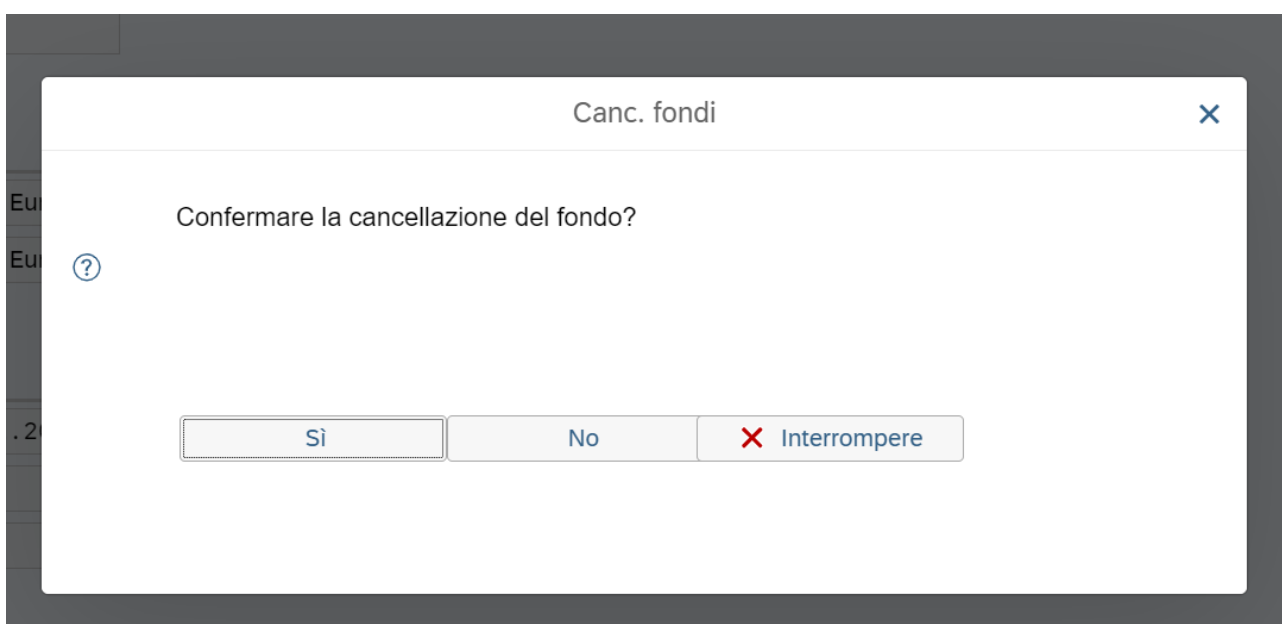 Canc. fondi
Confermare la cancellazione del fondo?
Sì
No
Interrompere